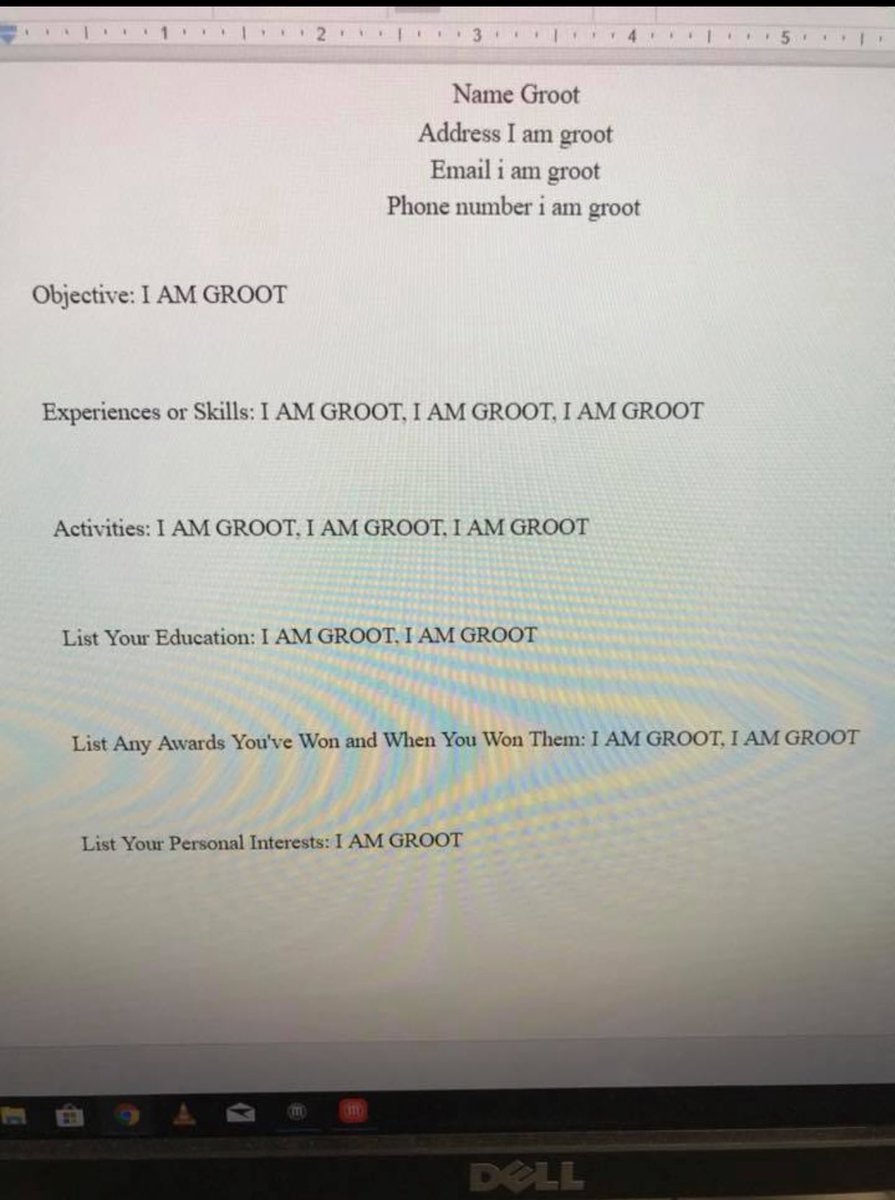 1 2 3 4 5
Name Groot
Address I am groot
Email i am groot
Phone number i am groot
Objective: I AM GROOT
Experiences or Skills: I AM GROOT, I AM GROOT, I AM GROOT
Activities: I AM GROOT, I AM GROOT, I AM GROOT
List Your Education: I AM GROOT, I AM GROOT
List Any Awards You've Won and When You Won Them: I AM GROOT, I AM GROOT
List Your Personal Interests: I AM GROOT
m m
DELL